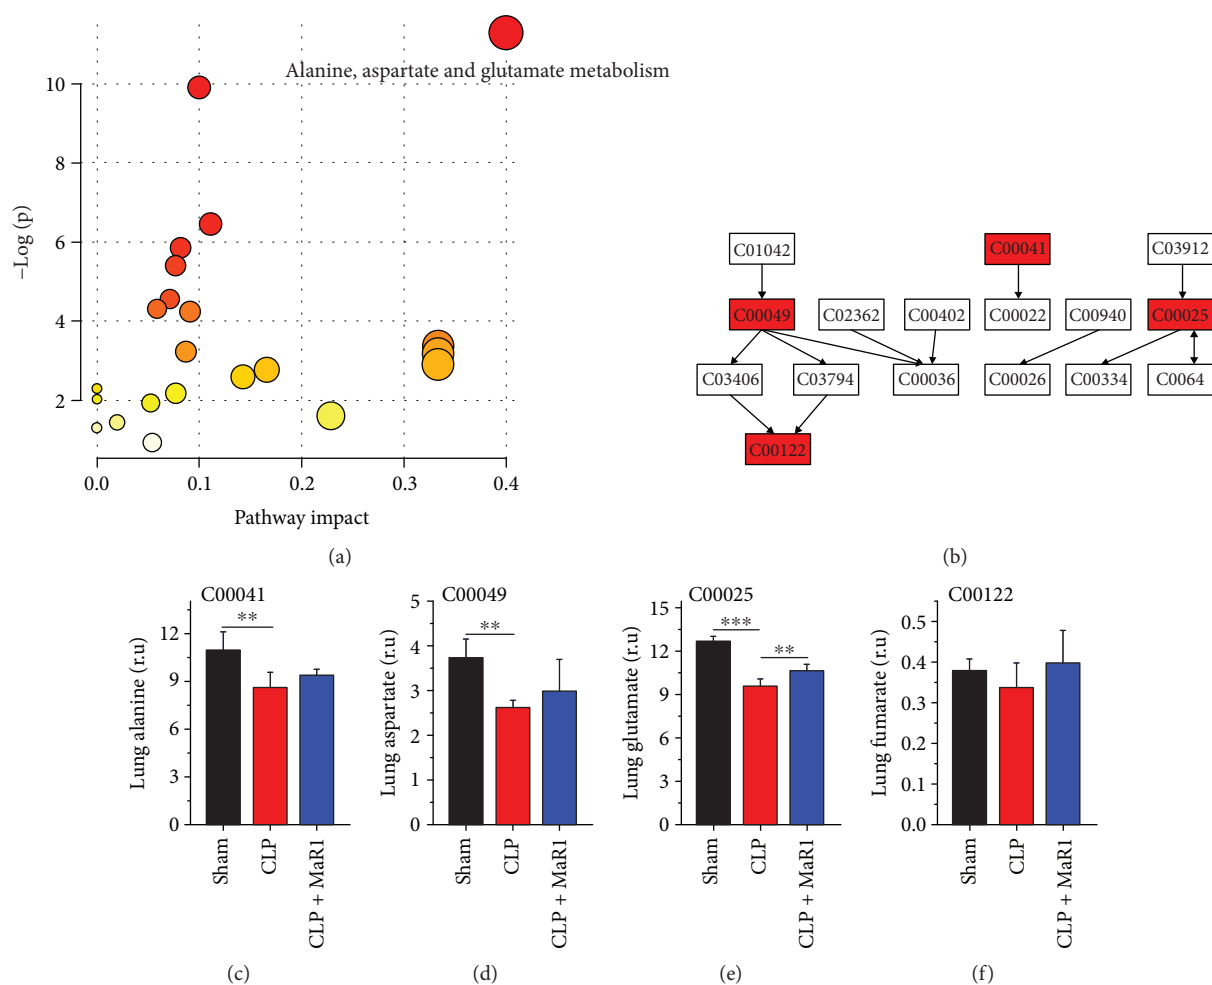 Alanine, aspartate and glutamate metabolism
10
8
6
4
2
−Log (p)
0.0 0.1 0.2 0.3 0.4
Pathway impact
(a)
C01042 C00041 C03912
C00049 C02362 C00402 C00022 C00940 C00025
C03406 C03794 C00036 C00026 C00334 C0064
C00122
(b)
C00041
**
12
9
6
3
0
Lung alanine (r.u)
Sham
CLP
CLP + MaR1
(c)
C00049
**
5
4
3
2
1
0
Lung aspartate (r.u)
Sham
CLP
CLP + MaR1
(d)
C00025
***
**
15
12
9
6
3
0
Lung glutamate (r.u)
Sham
CLP
CLP + MaR1
(e)
C00122
0.5
0.4
0.3
0.2
0.1
0.0
Lung fumarate (r.u)
Sham
CLP
CLP + MaR1
(f)